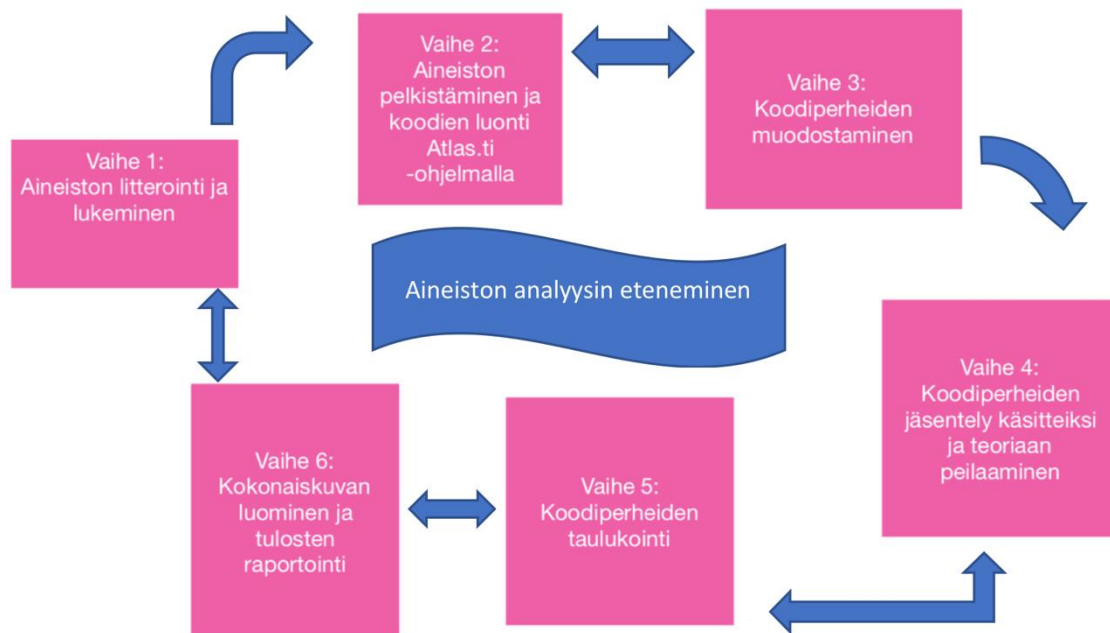 Vaihe 1:
Aineiston litterointi ja
lukeminen
Vaihe 2:
Aineiston
pelkistäminen ja
koodien luonti
Atlas.ti
-ohjelmalla
Vaihe 3:
Koodiperheiden
muodostaminen
Aineiston analyysin eteneminen
Vaihe 4:
Koodiperheiden
jäsentely käsitteiksi
ja teoriaan
peilaaminen
Vaihe 5:
Koodiperheiden
taulukointi
Vaihe 6:
Kokonaiskuvan
luominen ja
tulosten
raportointi